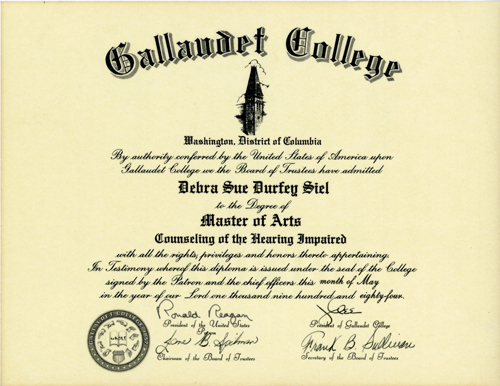 Gallaudet College
Washington, District of Columbia
By authority conferred by the United States of America upon
Gallaudet College we the Board of Trustees have admitted
Debra Sue Durfey Siel
to the Degree of
Master of Arts
Counseling of the Hearing Impaired
with all the rights, privileges and honors thereto appertaining.
In Testimony whereof this diploma is issued under the seal of the College
signed by the Patron and the chief officers this month of May
in the year of our Lord one thousand nine hundred and eighty-four.
Ronald Reagan
President of the United States
Patron
President of Gallaudet College
Chairman of the Board of Trustees
Frank B. Sullivan
Secretary of the Board of Trustees